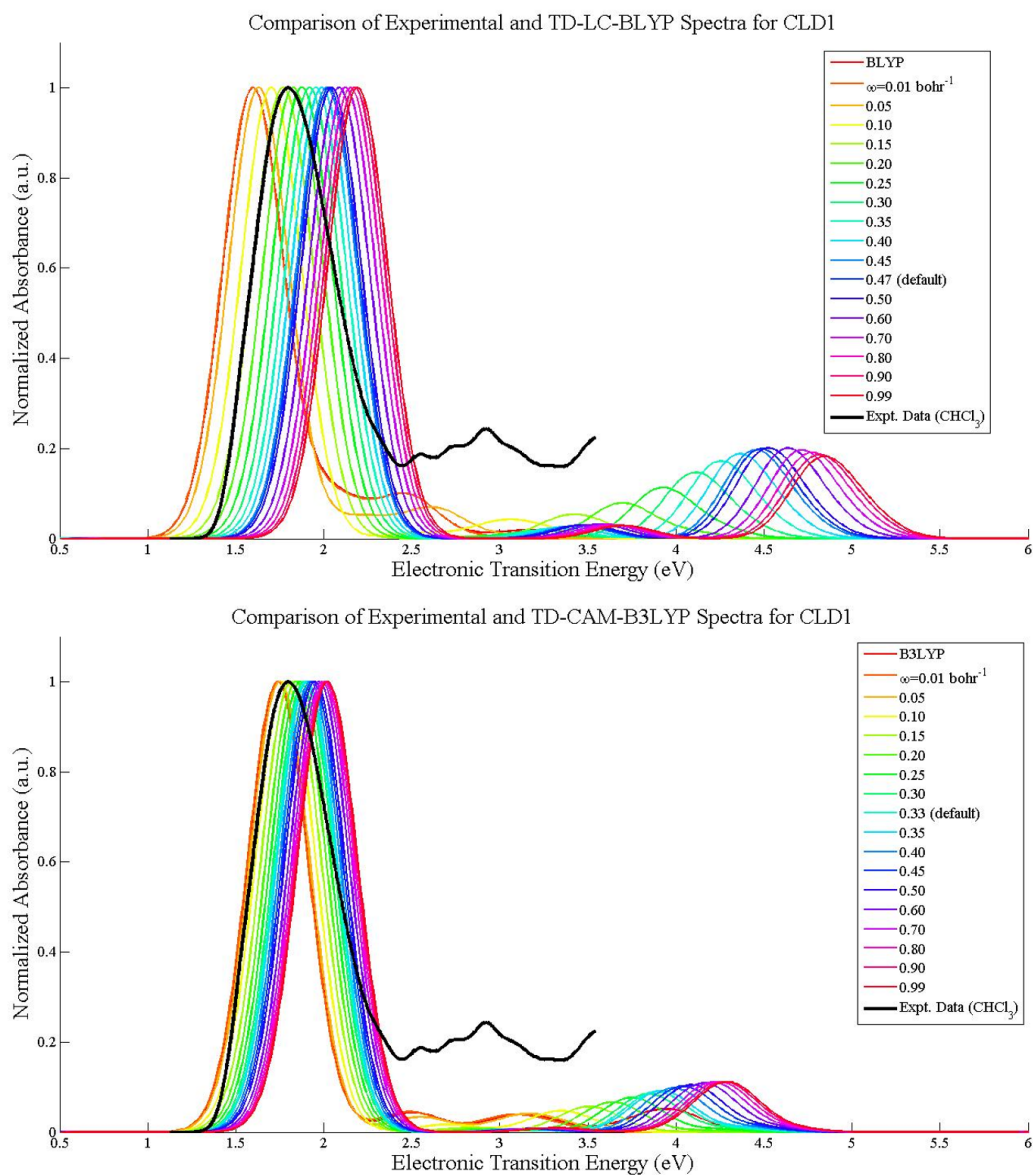 Comparison of Experimental and TD-LC-BLYP Spectra for CLD1
Normalized Absorbance (a.u.)
1
0.8
0.6
0.4
0.2
0
0.5 1 1.5 2 2.5 3 3.5 4 4.5 5 5.5 6
Electronic Transition Energy (eV)
BLYP
ω=0.01 bohr⁻¹
0.05
0.10
0.15
0.20
0.25
0.30
0.35
0.40
0.45
0.47 (default)
0.50
0.60
0.70
0.80
0.90
0.99
Expt. Data (CHCl₃)
Comparison of Experimental and TD-CAM-B3LYP Spectra for CLD1
Normalized Absorbance (a.u.)
1
0.8
0.6
0.4
0.2
0
0.5 1 1.5 2 2.5 3 3.5 4 4.5 5 5.5 6
Electronic Transition Energy (eV)
B3LYP
ω=0.01 bohr⁻¹
0.05
0.10
0.15
0.20
0.25
0.30
0.33 (default)
0.35
0.40
0.45
0.50
0.60
0.70
0.80
0.90
0.99
Expt. Data (CHCl₃)